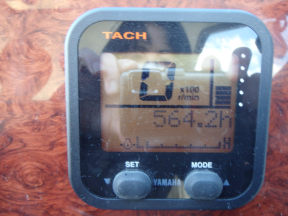 TACH
0 x100
r/min
564.2h
L H
SET MODE
YAMAHA